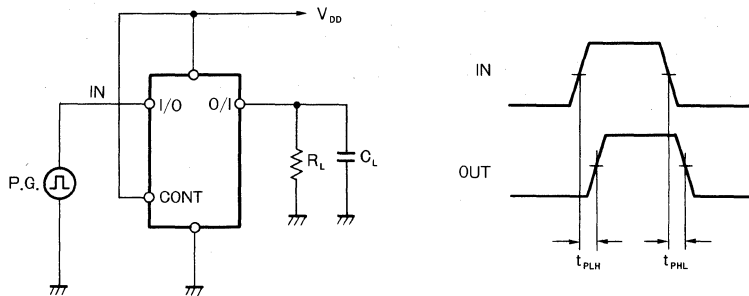 V_DD
IN
I/O
O/I
P.G.
CONT
R_L
C_L
IN
OUT
t_PLH
t_PHL